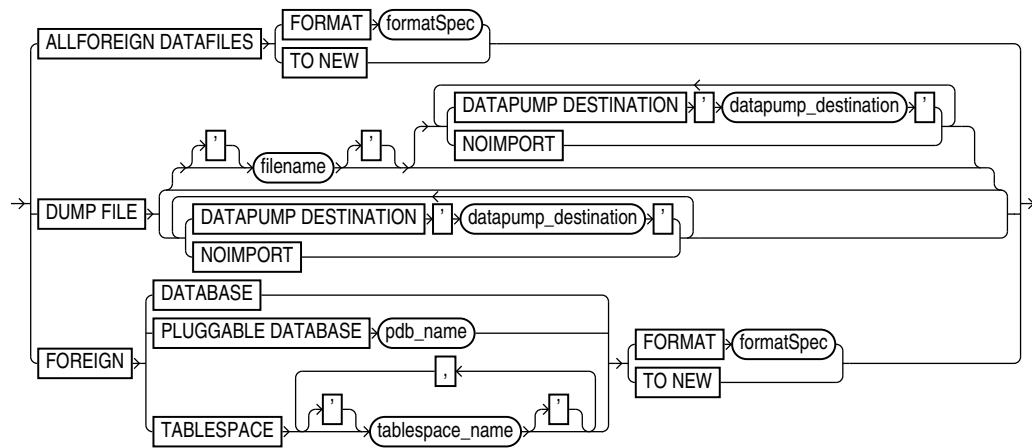 FORMAT formatSpec
ALLFOREIGN DATAFILES
TO NEW
DATAPUMP DESTINATION ' datapump_destination '
NOIMPORT
' filename '
DUMP FILE
DATAPUMP DESTINATION ' datapump_destination '
NOIMPORT
DATABASE
PLUGGABLE DATABASE pdb_name
FORMAT formatSpec
FOREIGN
TO NEW
,
' '
TABLESPACE tablespace_name